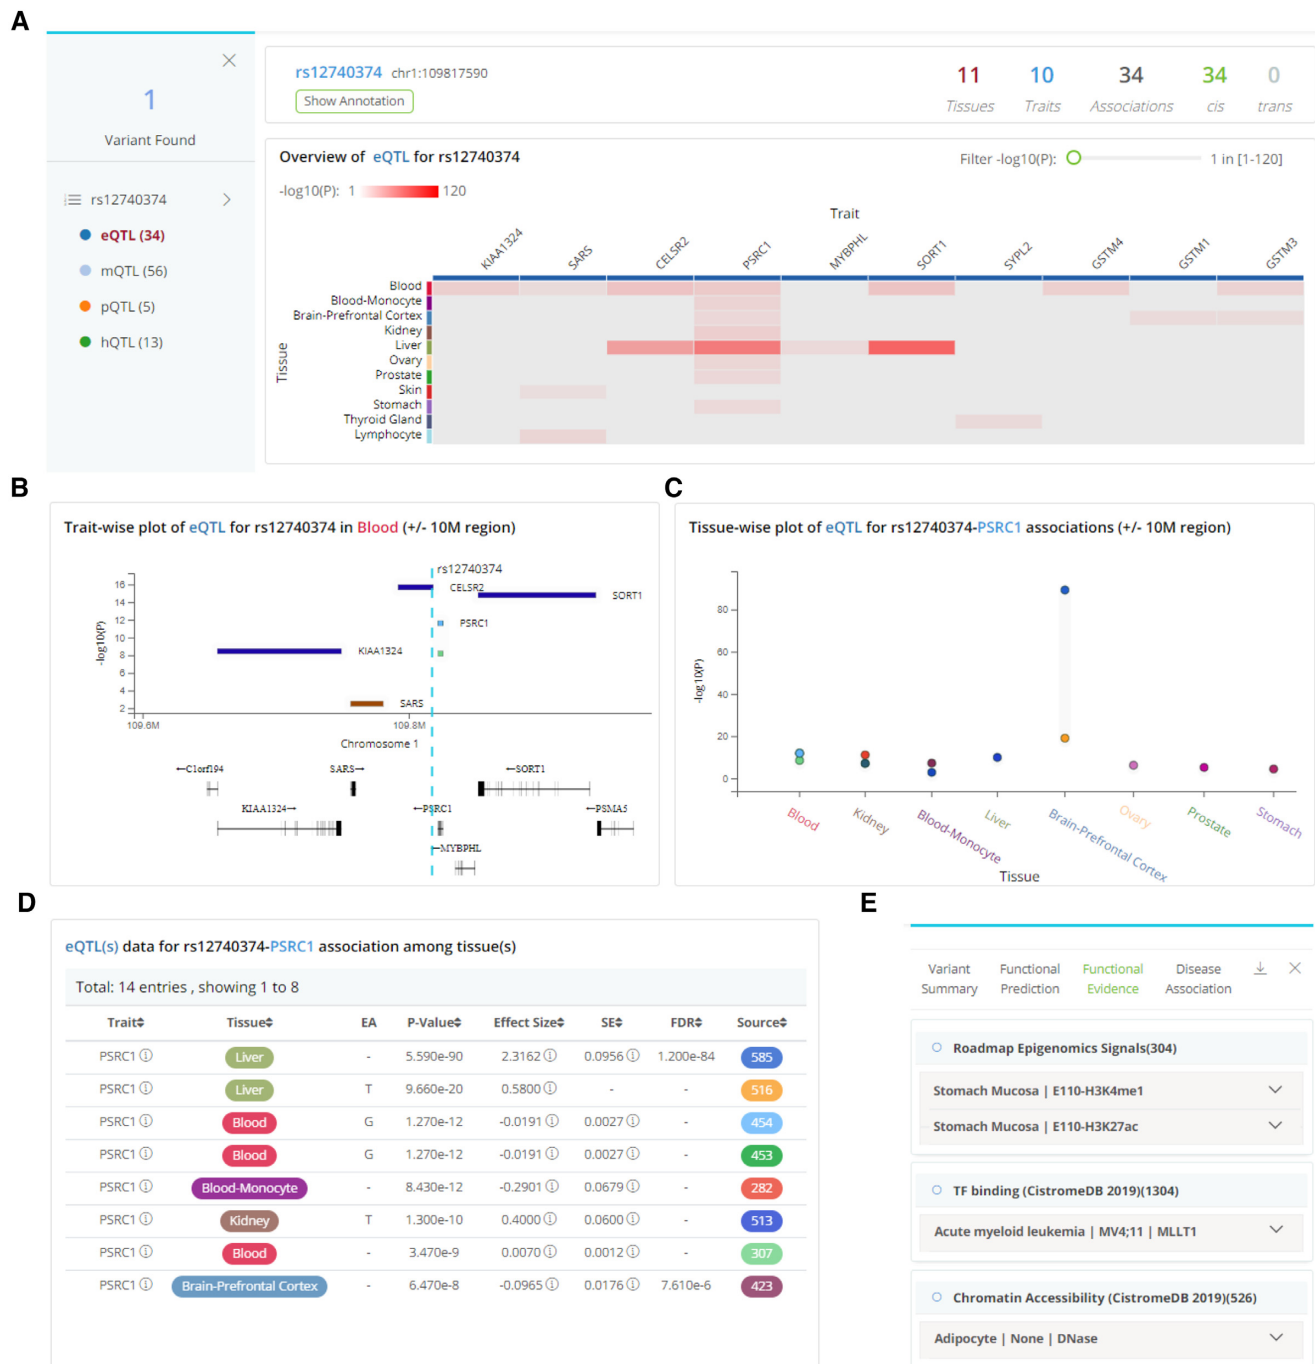 A
1
Variant Found
rs12740374
eQTL (34)
mQTL (56)
pQTL (5)
hQTL (13)
rs12740374 chr1:109817590
Show Annotation
11 10 34 34 0
Tissues Traits Associations cis trans
Overview of eQTL for rs12740374
Filter -log10(P): 1 in [1-120]
-log10(P): 1 120
Trait
KIAA1324 SARS CELSR2 PSRC1 MYBPHL SORT1 SYPL2 GSTM4 GSTM1 GSTM3
Tissue
Blood
Blood-Monocyte
Brain-Prefrontal Cortex
Kidney
Liver
Ovary
Prostate
Skin
Stomach
Thyroid Gland
Lymphocyte
B
Trait-wise plot of eQTL for rs12740374 in Blood (+/- 10M region)
rs12740374
-log10(P)
16
14
12
10
8
6
4
2
CELSR2
SORT1
PSRC1
KIAA1324
SARS
109.6M 109.8M
Chromosome 1
←C1orf194 SARS→ ←SORT1
KIAA1324→ ←PSRC1 ←PSMA5
←MYBPHL
C
Tissue-wise plot of eQTL for rs12740374-PSRC1 associations (+/- 10M region)
-log10(P)
80
60
40
20
0
Blood Kidney Blood-Monocyte Liver Brain-Prefrontal Cortex Ovary Prostate Stomach
Tissue
D
eQTL(s) data for rs12740374-PSRC1 association among tissue(s)
Total: 14 entries , showing 1 to 8
Trait Tissue EA P-Value Effect Size SE FDR Source
PSRC1 Liver - 5.590e-90 2.3162 0.0956 1.200e-84 585
PSRC1 Liver T 9.660e-20 0.5800 - - 516
PSRC1 Blood G 1.270e-12 -0.0191 0.0027 - 454
PSRC1 Blood G 1.270e-12 -0.0191 0.0027 - 453
PSRC1 Blood-Monocyte - 8.430e-12 -0.2901 0.0679 - 282
PSRC1 Kidney T 1.300e-10 0.4000 0.0600 - 513
PSRC1 Blood - 3.470e-9 0.0070 0.0012 - 307
PSRC1 Brain-Prefrontal Cortex - 6.470e-8 -0.0965 0.0176 7.610e-6 423
E
Variant Summary
Functional Prediction
Functional Evidence
Disease Association
Roadmap Epigenomics Signals(304)
Stomach Mucosa | E110-H3K4me1
Stomach Mucosa | E110-H3K27ac
TF binding (CistromeDB 2019)(1304)
Acute myeloid leukemia | MV4;11 | MLLT1
Chromatin Accessibility (CistromeDB 2019)(526)
Adipocyte | None | DNase